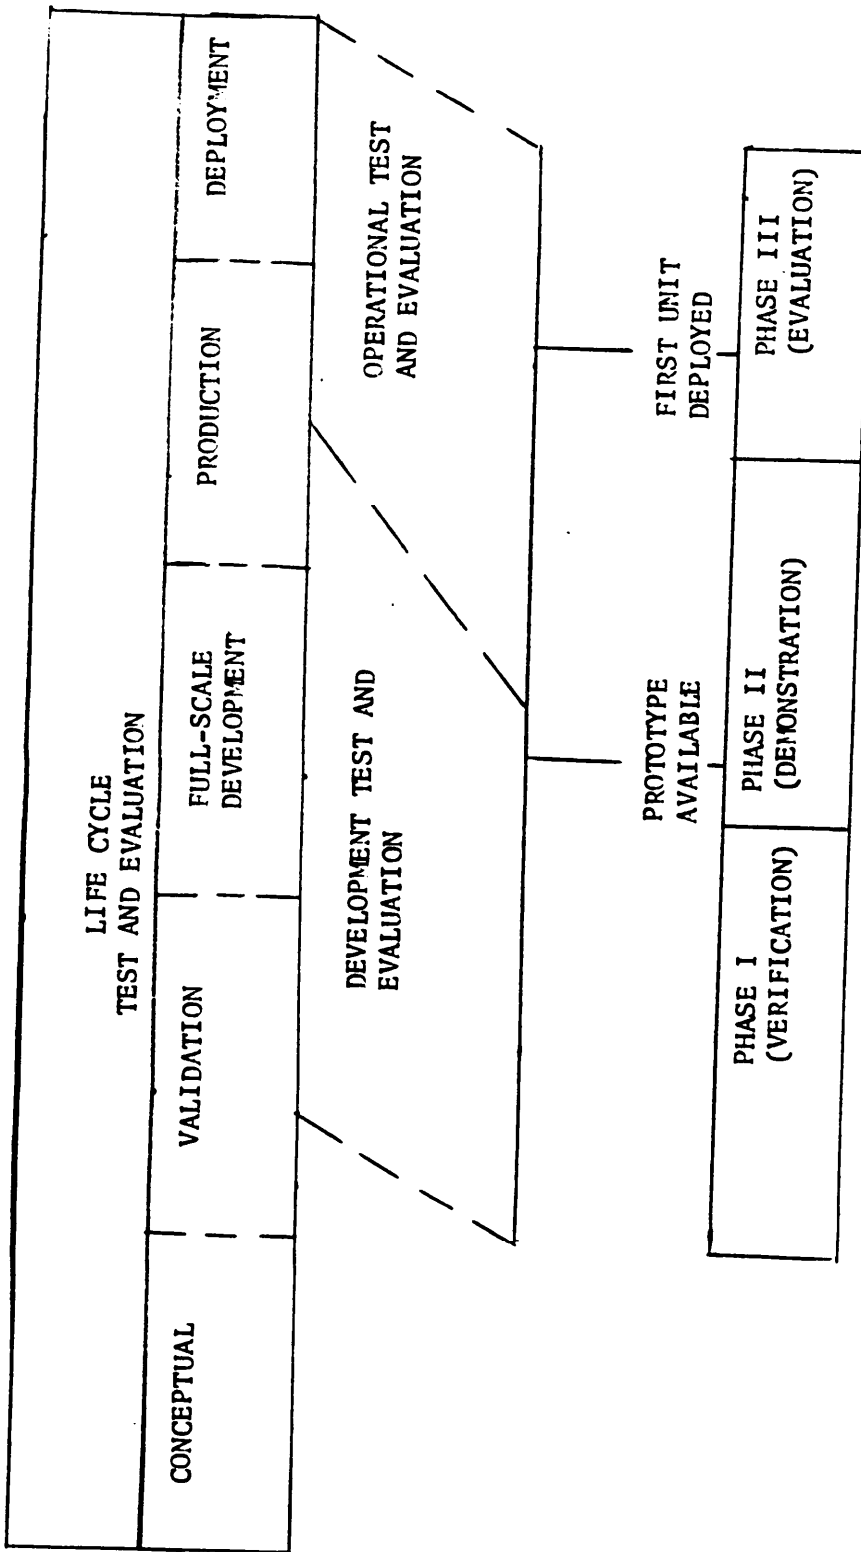 LIFE CYCLE
TEST AND EVALUATION
CONCEPTUAL
VALIDATION
FULL-SCALE
DEVELOPMENT
PRODUCTION
DEPLOYMENT
DEVELOPMENT TEST AND
EVALUATION
OPERATIONAL TEST
AND EVALUATION
PROTOTYPE
AVAILABLE
FIRST UNIT
DEPLOYED
PHASE I
(VERIFICATION)
PHASE II
(DEMONSTRATION)
PHASE III
(EVALUATION)